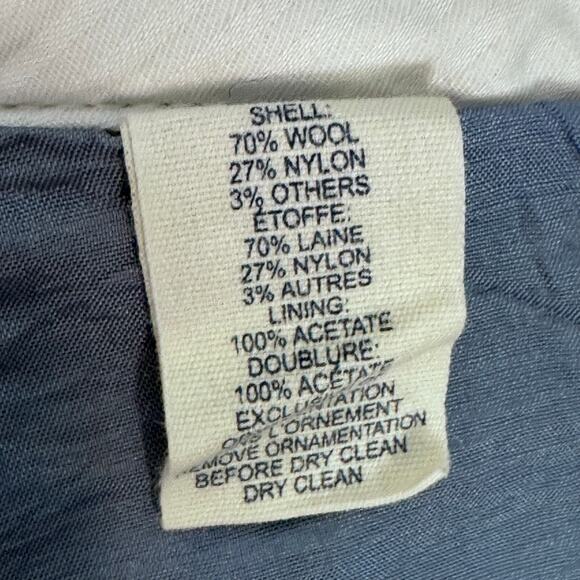 SHELL:
70% WOOL
27% NYLON
3% OTHERS
ÉTOFFE:
70% LAINE
27% NYLON
3% AUTRES
LINING:
100% ACETATE
DOUBLURE:
100%
L'ORNEMENT
REMOVE ORNAMENTATION
BEFORE DRY CLEAN
DRY CLEAN